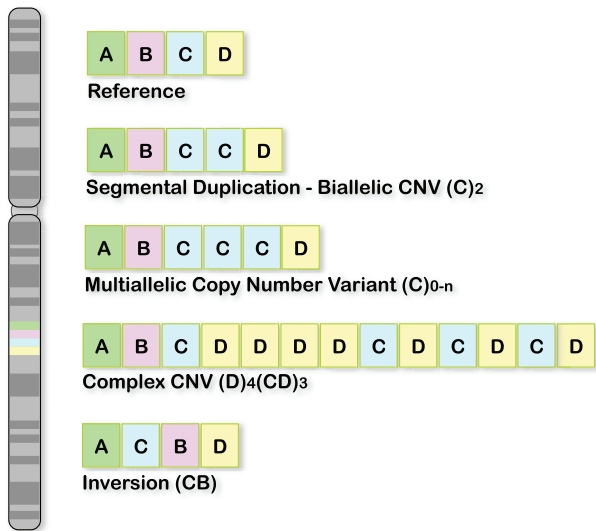 A B C D
Reference
A B C C D
Segmental Duplication - Biallelic CNV (C)2
A B C C C D
Multiallelic Copy Number Variant (C)0-n
A B C D D D D C D C D C D
Complex CNV (D)4(CD)3
A C B D
Inversion (CB)